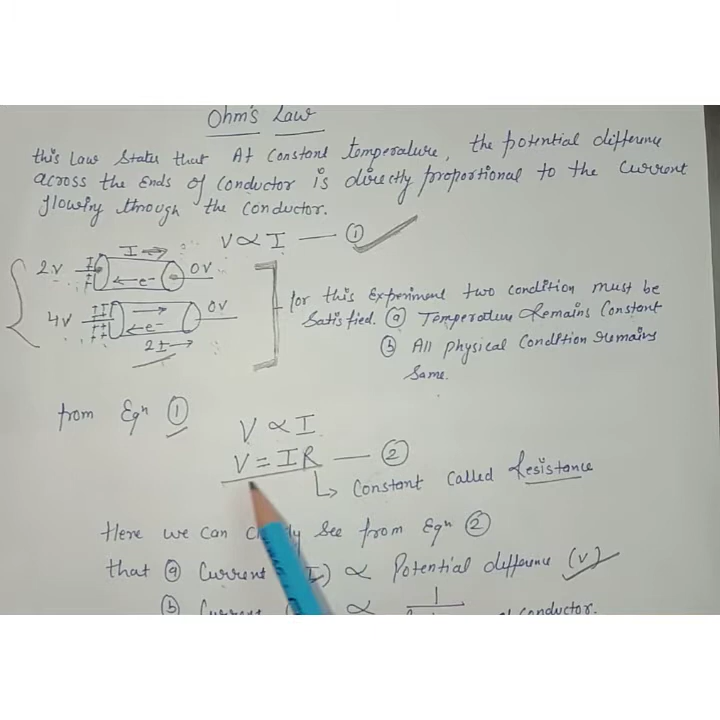 Ohm's Law
this Law States that At Constant temperature, the potential difference
across the ends of conductor is directly proportional to the current
flowing through the conductor.
V ∝ I — ①
2V I → 0V
← e-
4V → 0V
← e-
2I →
for this Experiment two condition must be
Satisfied. ⓐ Temperature Remains Constant
ⓑ All physical Condition remains
Same.
from Eqn ①
V ∝ I
V = IR — ②
↳ Constant Called Resistance
Here we can see from Eqn ②
that ⓐ Current I) ∝ Potential difference (V)
ⓑ ∝ 1 conductor.